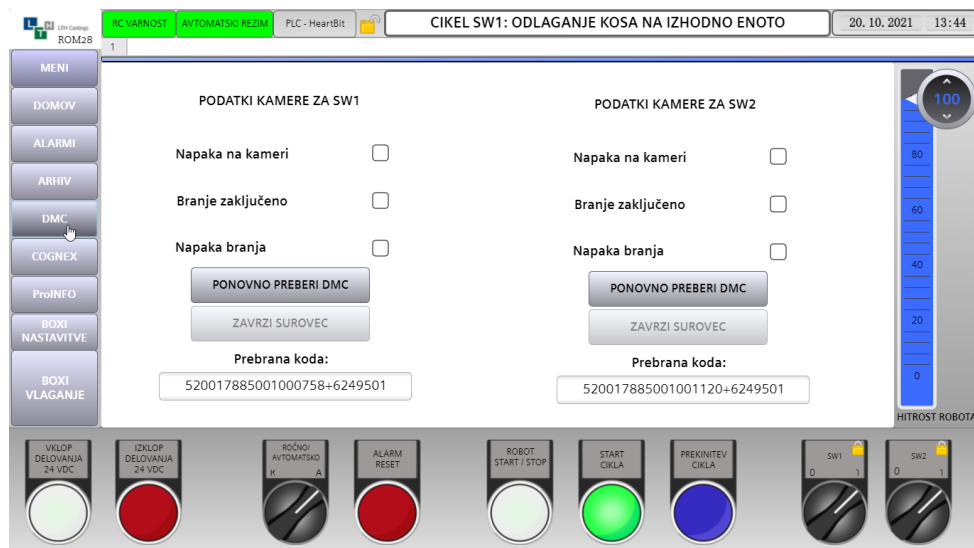 LTH Castings
ROM28
RC VARNOST
AVTOMATSKI REZIM
PLC - HeartBit
CIKEL SW1: ODLAGANJE KOSA NA IZHODNO ENOTO
20. 10. 2021 13:44
1
MENI
DOMOV
ALARMI
ARHIV
DMC
COGNEX
ProINFO
BOXI
NASTAVITVE
BOXI
VLAGANJE
PODATKI KAMERE ZA SW1
Napaka na kameri
Branje zaključeno
Napaka branja
PONOVNO PREBERI DMC
ZAVRZI SUROVEC
Prebrana koda:
520017885001000758+6249501
PODATKI KAMERE ZA SW2
Napaka na kameri
Branje zaključeno
Napaka branja
PONOVNO PREBERI DMC
ZAVRZI SUROVEC
Prebrana koda:
520017885001001120+6249501
100
80
60
40
20
0
HITROST ROBOTA
VKLOP
DELOVANJA
24 VDC
IZKLOP
DELOVANJA
24 VDC
ROČNO/
AVTOMATSKO
R A
ALARM
RESET
ROBOT
START / STOP
START
CIKLA
PREKINITEV
CIKLA
SW1
0 1
SW2
0 1